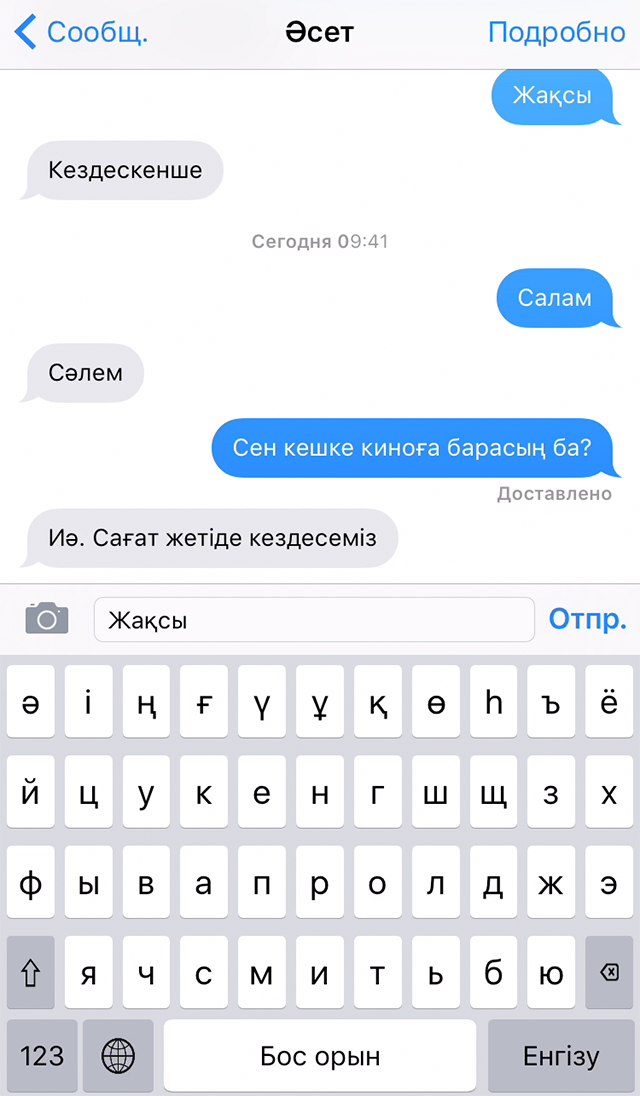 Сообщ. Әсет Подробно
Жақсы
Кездескенше
Сегодня 09:41
Салам
Сәлем
Сен кешке киноға барасың ба?
Доставлено
Иә. Сағат жетіде кездесеміз
Жақсы Отпр.
ә і ң ғ ү ұ қ ө һ ъ ё
й ц у к е н г ш щ з х
ф ы в а п р о л д ж э
я ч с м и т ь б ю
123 Бос орын Енгізу